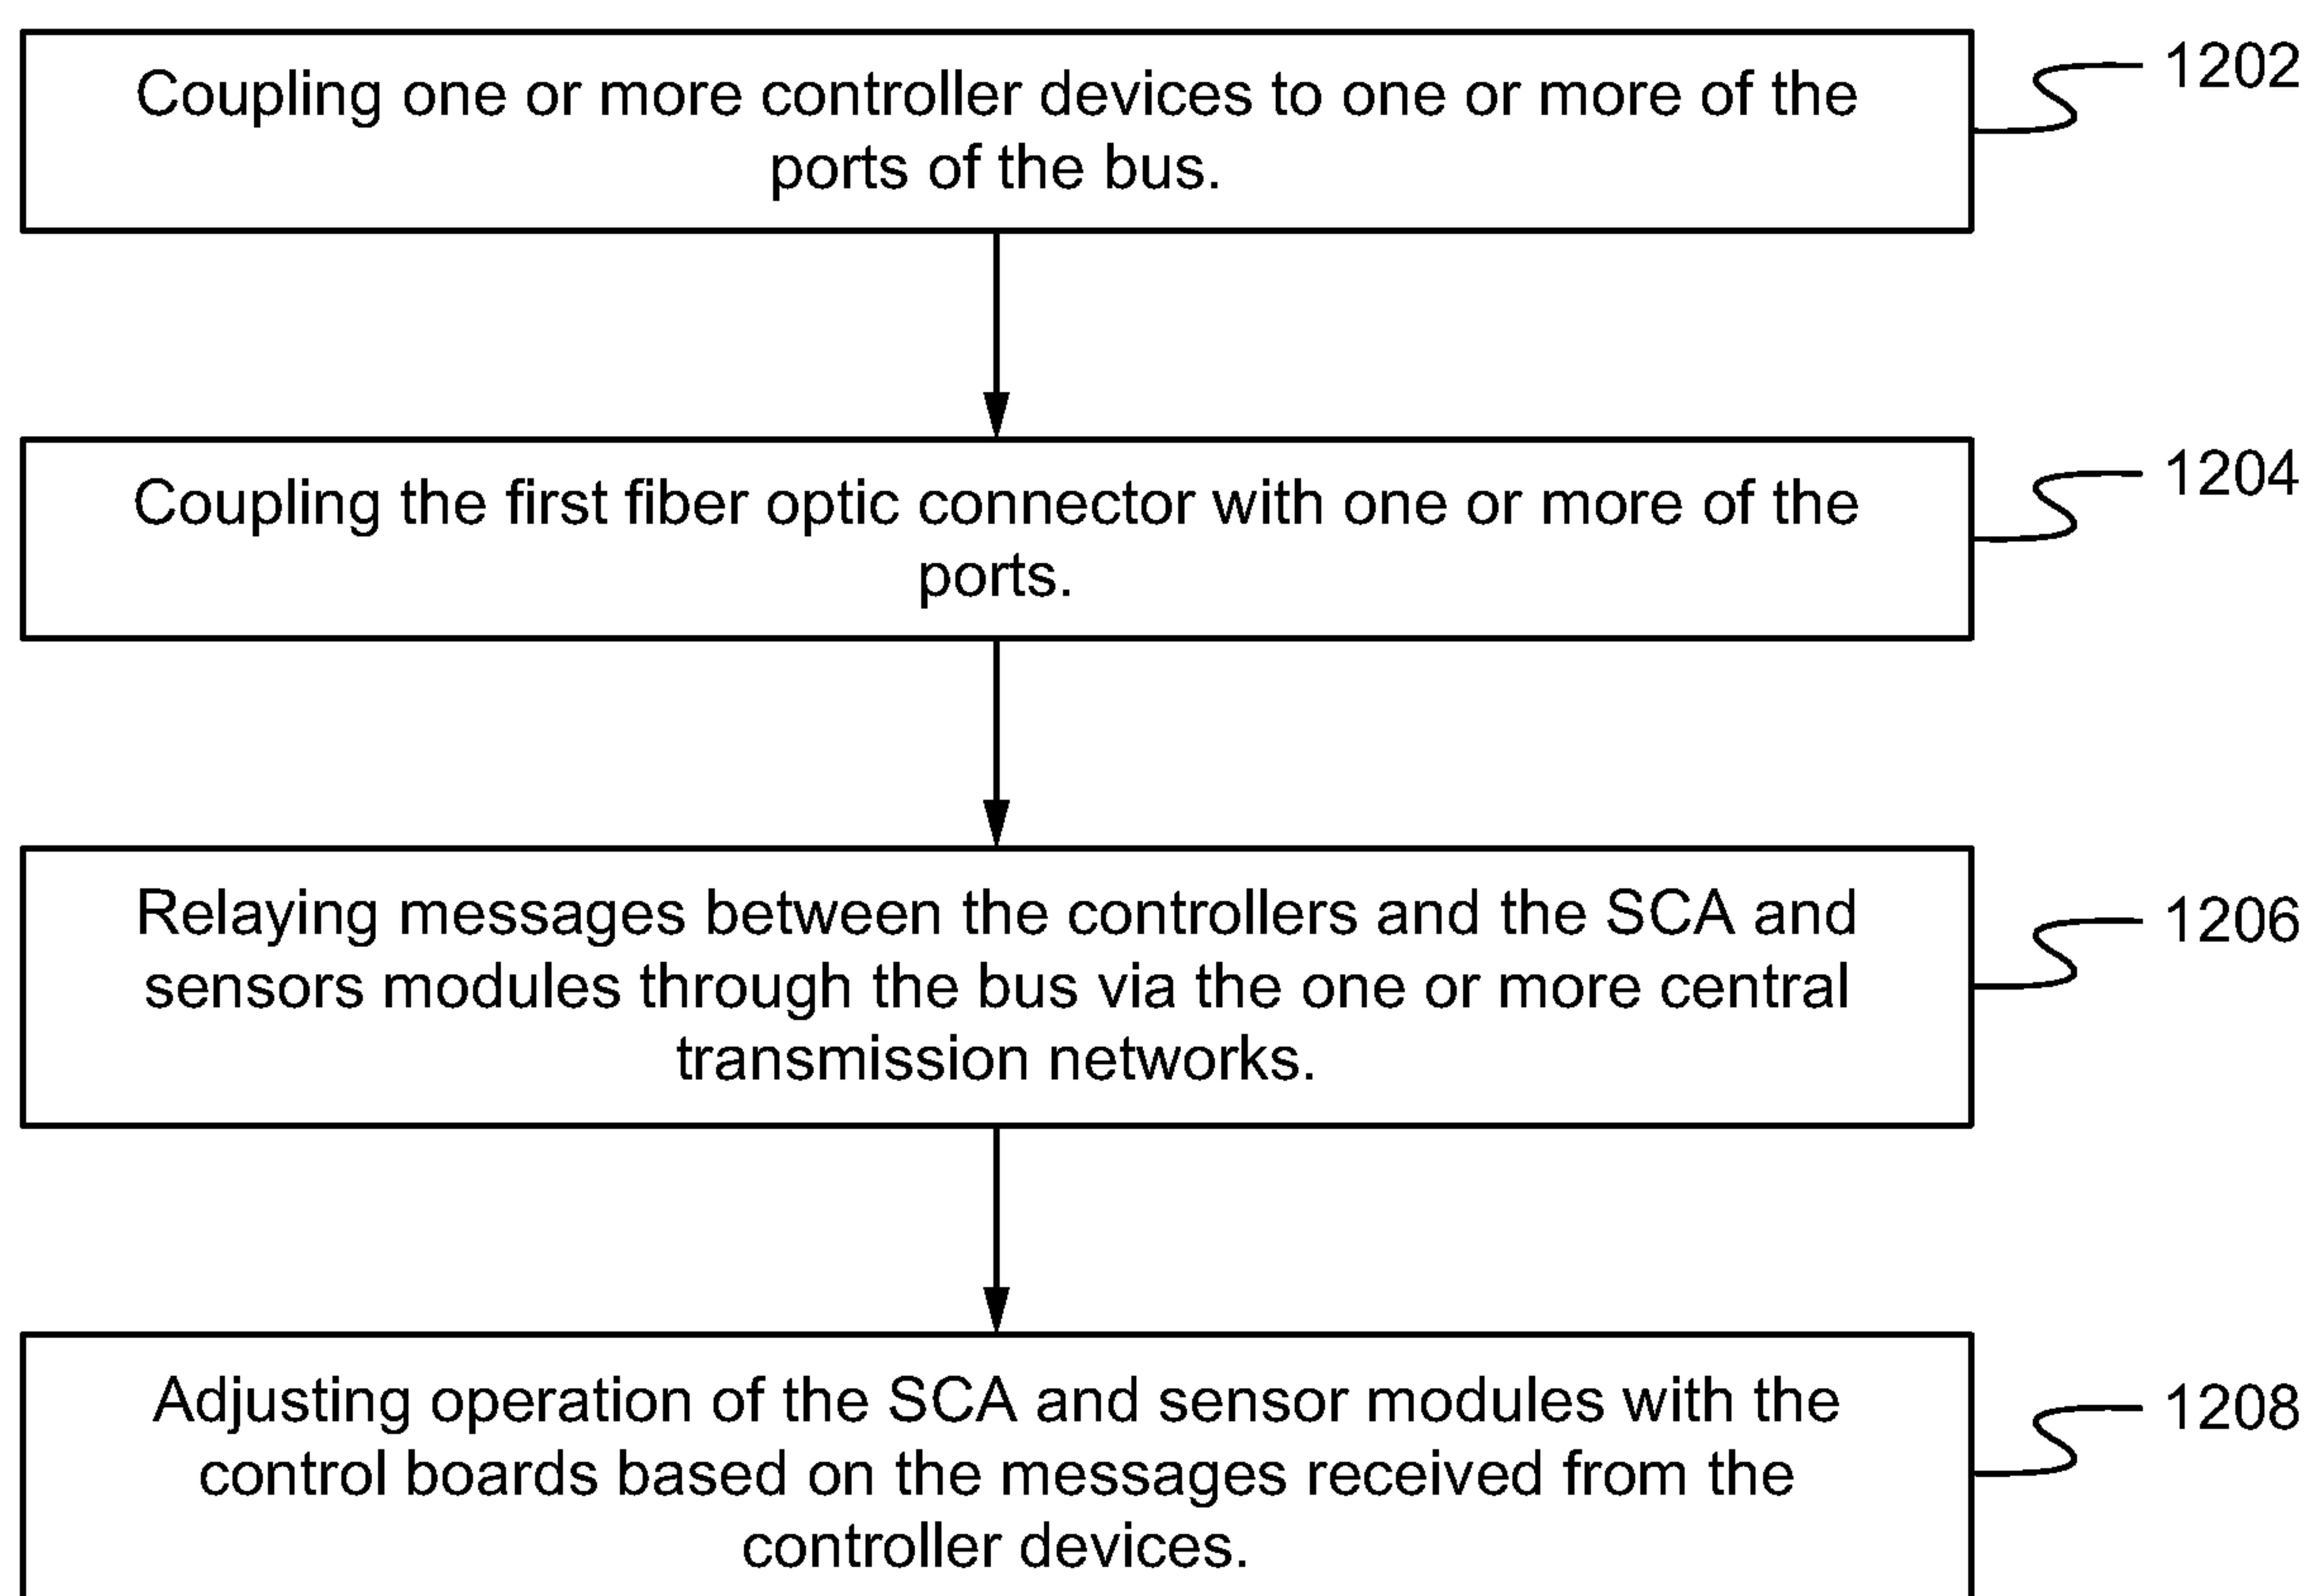 Coupling one or more controller devices to one or more of the
ports of the bus.
1202
Coupling the first fiber optic connector with one or more of the
ports.
1204
Relaying messages between the controllers and the SCA and
sensors modules through the bus via the one or more central
transmission networks.
1206
Adjusting operation of the SCA and sensor modules with the
control boards based on the messages received from the
controller devices.
1208